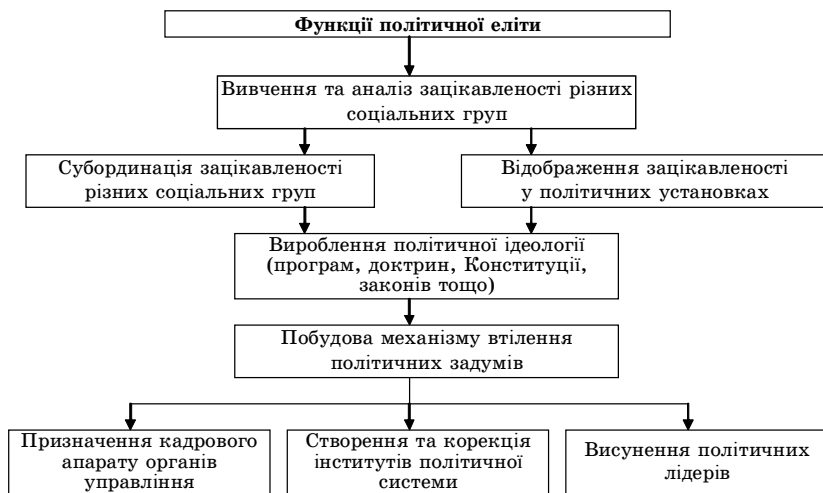 Функції політичної еліти
Вивчення та аналіз зацікавленості різних
соціальних груп
Субординація зацікавленості
різних соціальних груп
Відображення зацікавленості
у політичних установках
Вироблення політичної ідеології
(програм, доктрин, Конституції,
законів тощо)
Побудова механізму втілення
політичних задумів
Призначення кадрового
апарату органів
управління
Створення та корекція
інститутів політичної
системи
Висунення політичних
лідерів